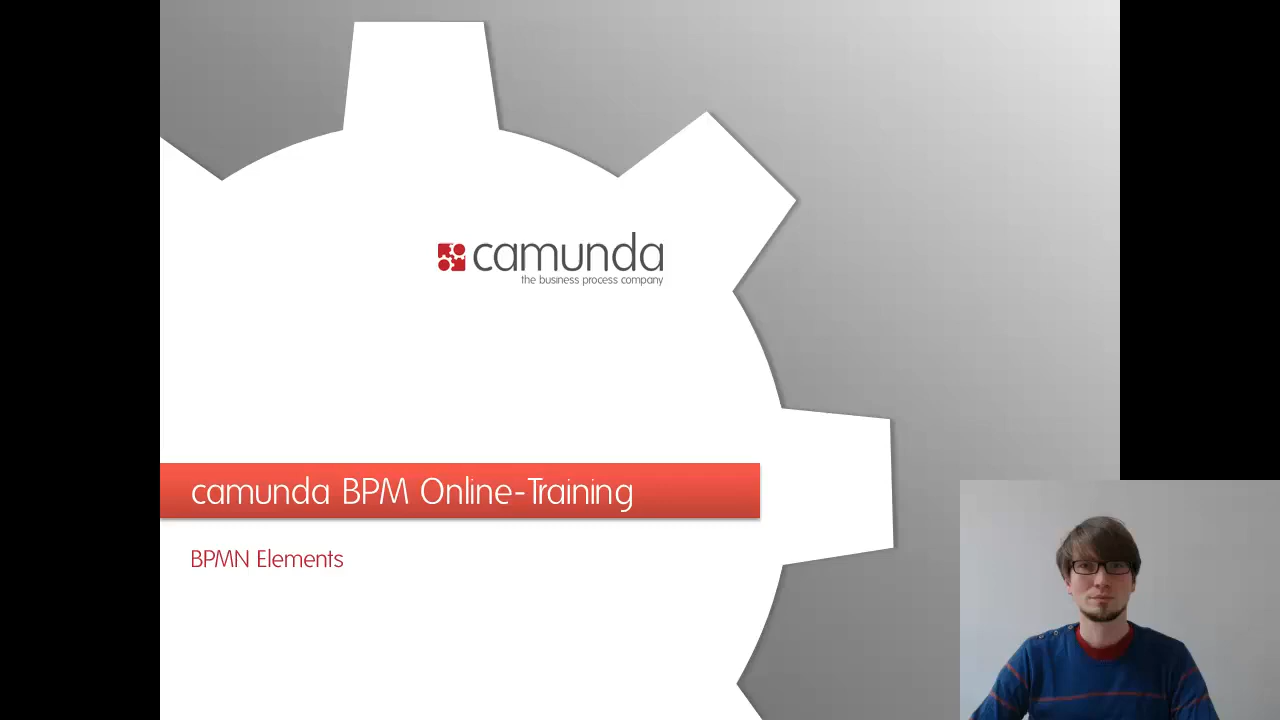 camunda
the business process company
camunda BPM Online-Training
BPMN Elements